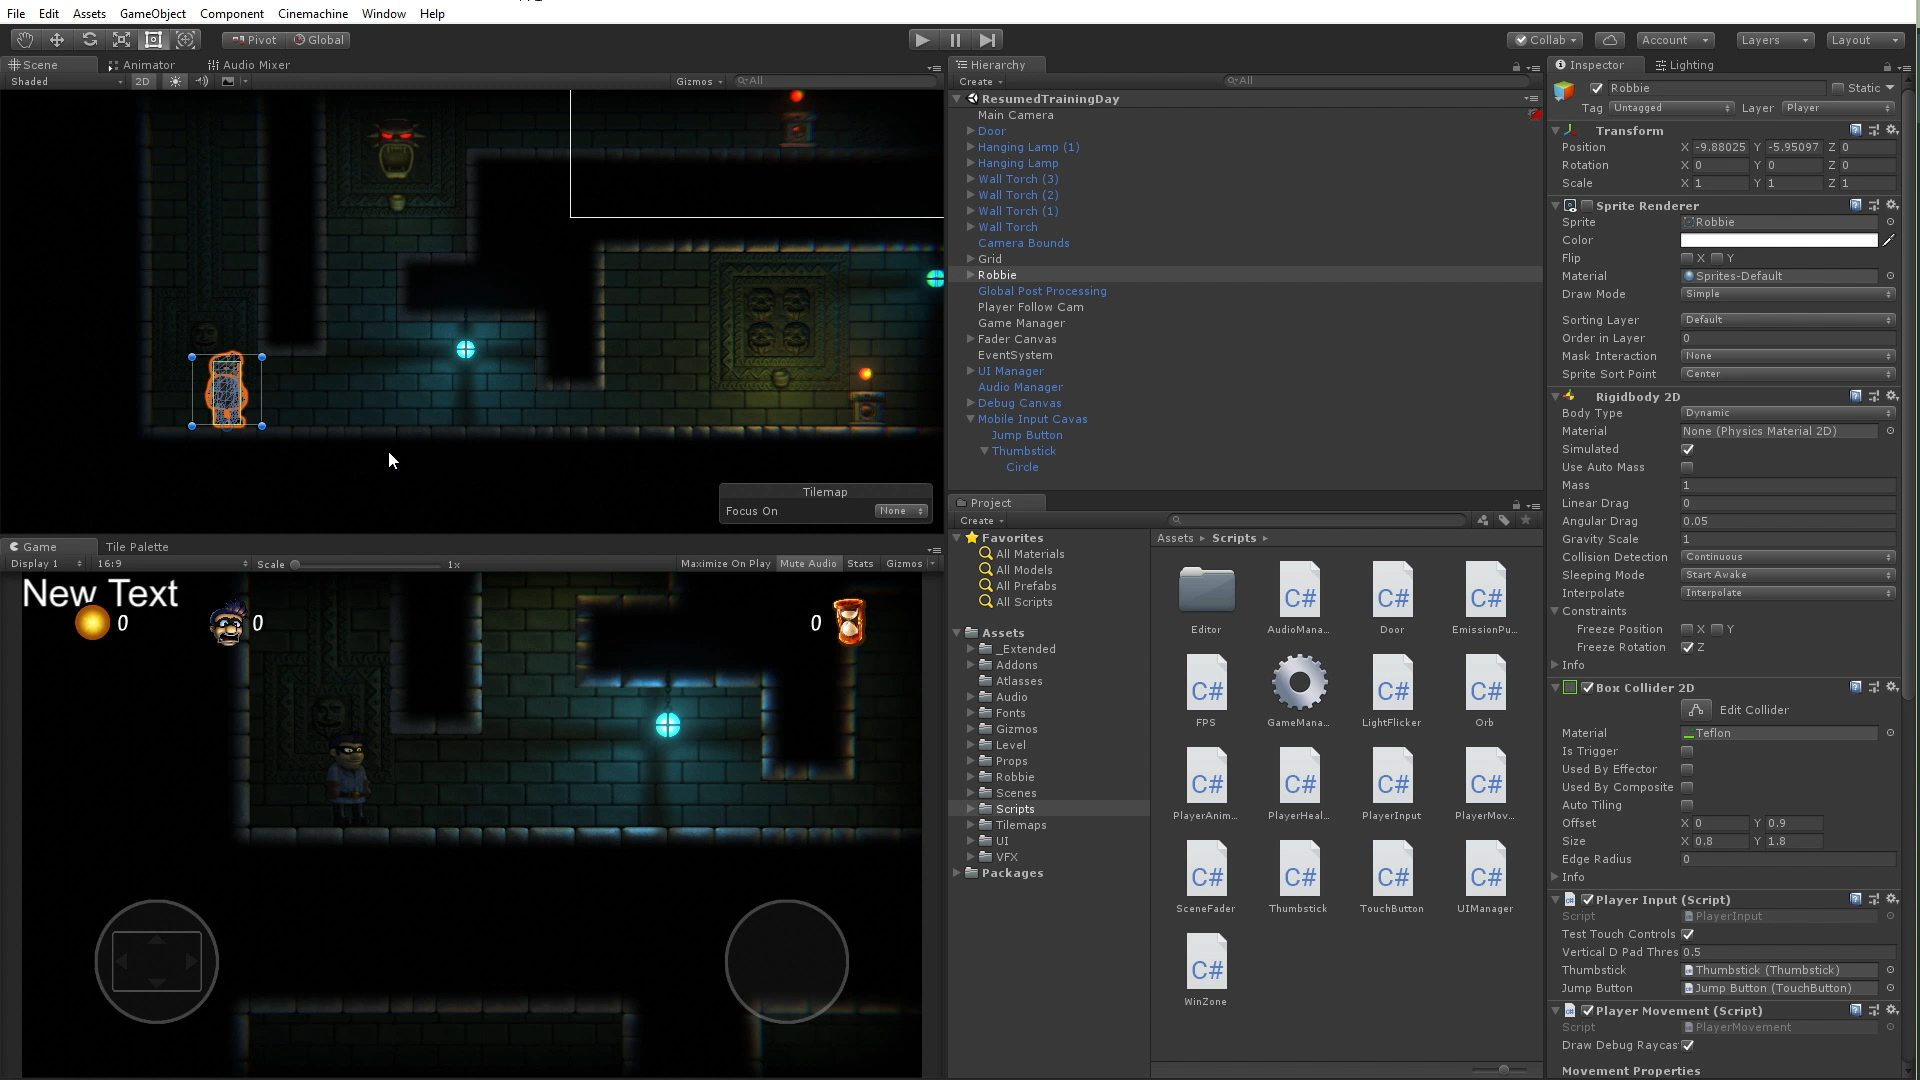 File Edit Assets GameObject Component Cinemachine Window Help
Pivot Global Collab Account Layers Layout
Scene Animator Audio Mixer
Shaded 2D Gizmos All
Tilemap
Focus On None
Game Tile Palette
Display 1 16:9 Scale 1x Maximize On Play Mute Audio Stats Gizmos
New Text
0 0 0
Hierarchy
Create All
ResumedTrainingDay
Main Camera
Door
Hanging Lamp (1)
Hanging Lamp
Wall Torch (3)
Wall Torch (2)
Wall Torch (1)
Wall Torch
Camera Bounds
Grid
Robbie
Global Post Processing
Player Follow Cam
Game Manager
Fader Canvas
EventSystem
UI Manager
Audio Manager
Debug Canvas
Mobile Input Cavas
Jump Button
Thumbstick
Circle
Project
Create
Favorites
All Materials
All Models
All Prefabs
All Scripts
Assets
_Extended
Addons
Atlasses
Audio
Fonts
Gizmos
Level
Props
Robbie
Scenes
Scripts
Tilemaps
UI
VFX
Packages
Assets Scripts
C# C# C#
Editor AudioMana... Door EmissionPu...
C# C# C#
FPS GameMana... LightFlicker Orb
C# C# C# C#
PlayerAnim... PlayerHeal... PlayerInput PlayerMov...
C# C# C# C#
SceneFader Thumbstick TouchButton UIManager
C#
WinZone
Inspector Lighting
Robbie Static
Tag Untagged Layer Player
Transform
Position X -9.88025 Y -5.95097 Z 0
Rotation X 0 Y 0 Z 0
Scale X 1 Y 1 Z 1
Sprite Renderer
Sprite Robbie
Color
Flip X Y
Material Sprites-Default
Draw Mode Simple
Sorting Layer Default
Order in Layer 0
Mask Interaction None
Sprite Sort Point Center
Rigidbody 2D
Body Type Dynamic
Material None (Physics Material 2D)
Simulated
Use Auto Mass
Mass 1
Linear Drag 0
Angular Drag 0.05
Gravity Scale 1
Collision Detection Continuous
Sleeping Mode Start Awake
Interpolate Interpolate
Constraints
Freeze Position X Y
Freeze Rotation Z
Info
Box Collider 2D
Edit Collider
Material Teflon
Is Trigger
Used By Effector
Used By Composite
Auto Tiling
Offset X 0 Y 0.9
Size X 0.8 Y 1.8
Edge Radius 0
Info
Player Input (Script)
Script PlayerInput
Test Touch Controls
Vertical D Pad Thres 0.5
Thumbstick Thumbstick (Thumbstick)
Jump Button Jump Button (TouchButton)
Player Movement (Script)
Script PlayerMovement
Draw Debug Raycas
Movement Properties